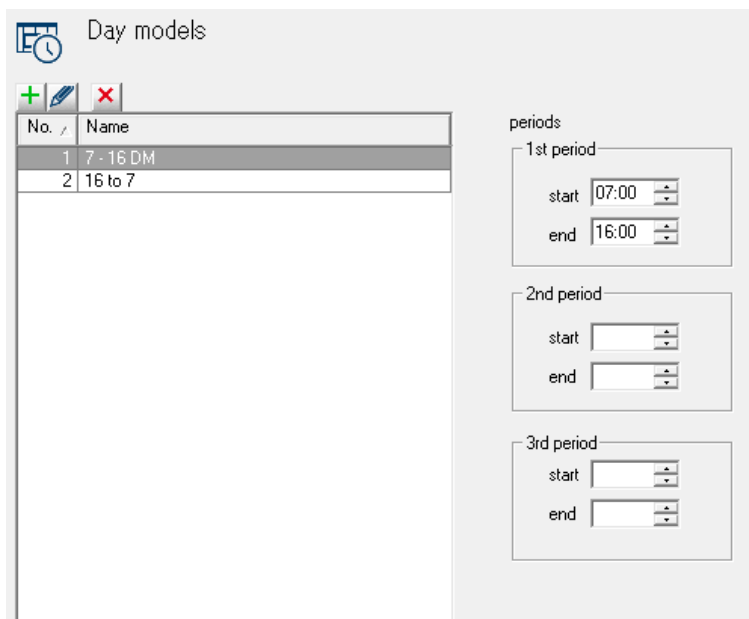 Day models
No. Name
1 7 - 16 DM
2 16 to 7
periods
1st period
start 07:00
end 16:00
2nd period
start
end
3rd period
start
end